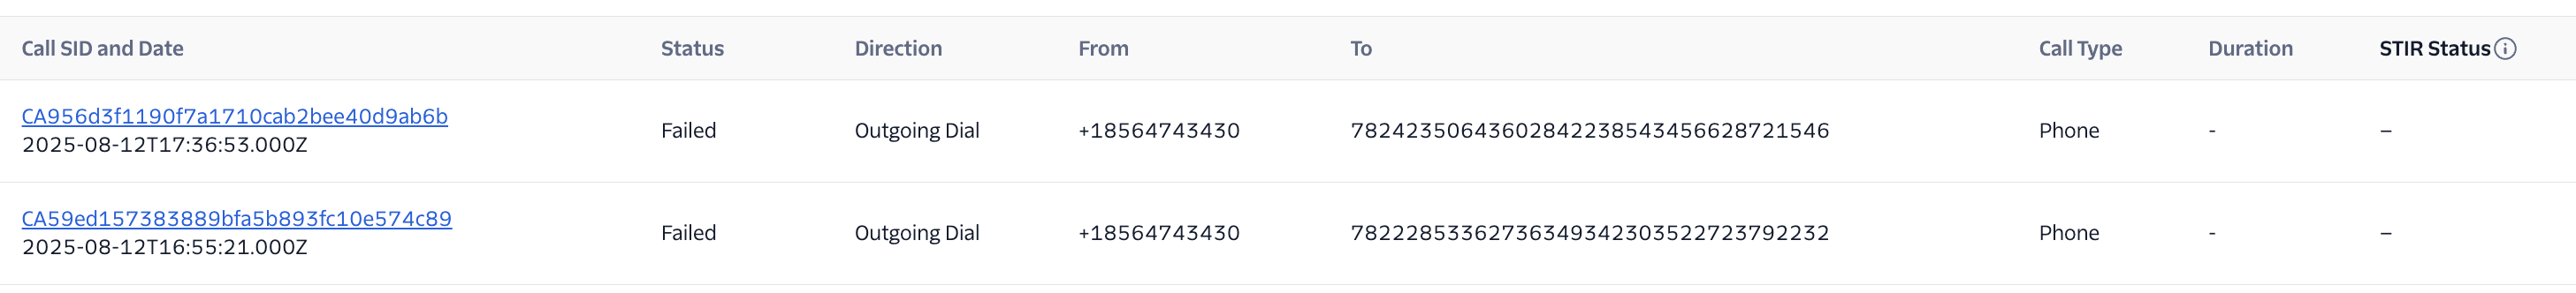 Call SID and Date Status Direction From To Call Type Duration STIR Status
CA956d3f1190f7a1710cab2bee40d9ab6b
2025-08-12T17:36:53.000Z
Failed Outgoing Dial +18564743430 78242350643602842238543456628721546 Phone - –
CA59ed157383889bfa5b893fc10e574c89
2025-08-12T16:55:21.000Z
Failed Outgoing Dial +18564743430 78222853362736349342303522723792232 Phone - –